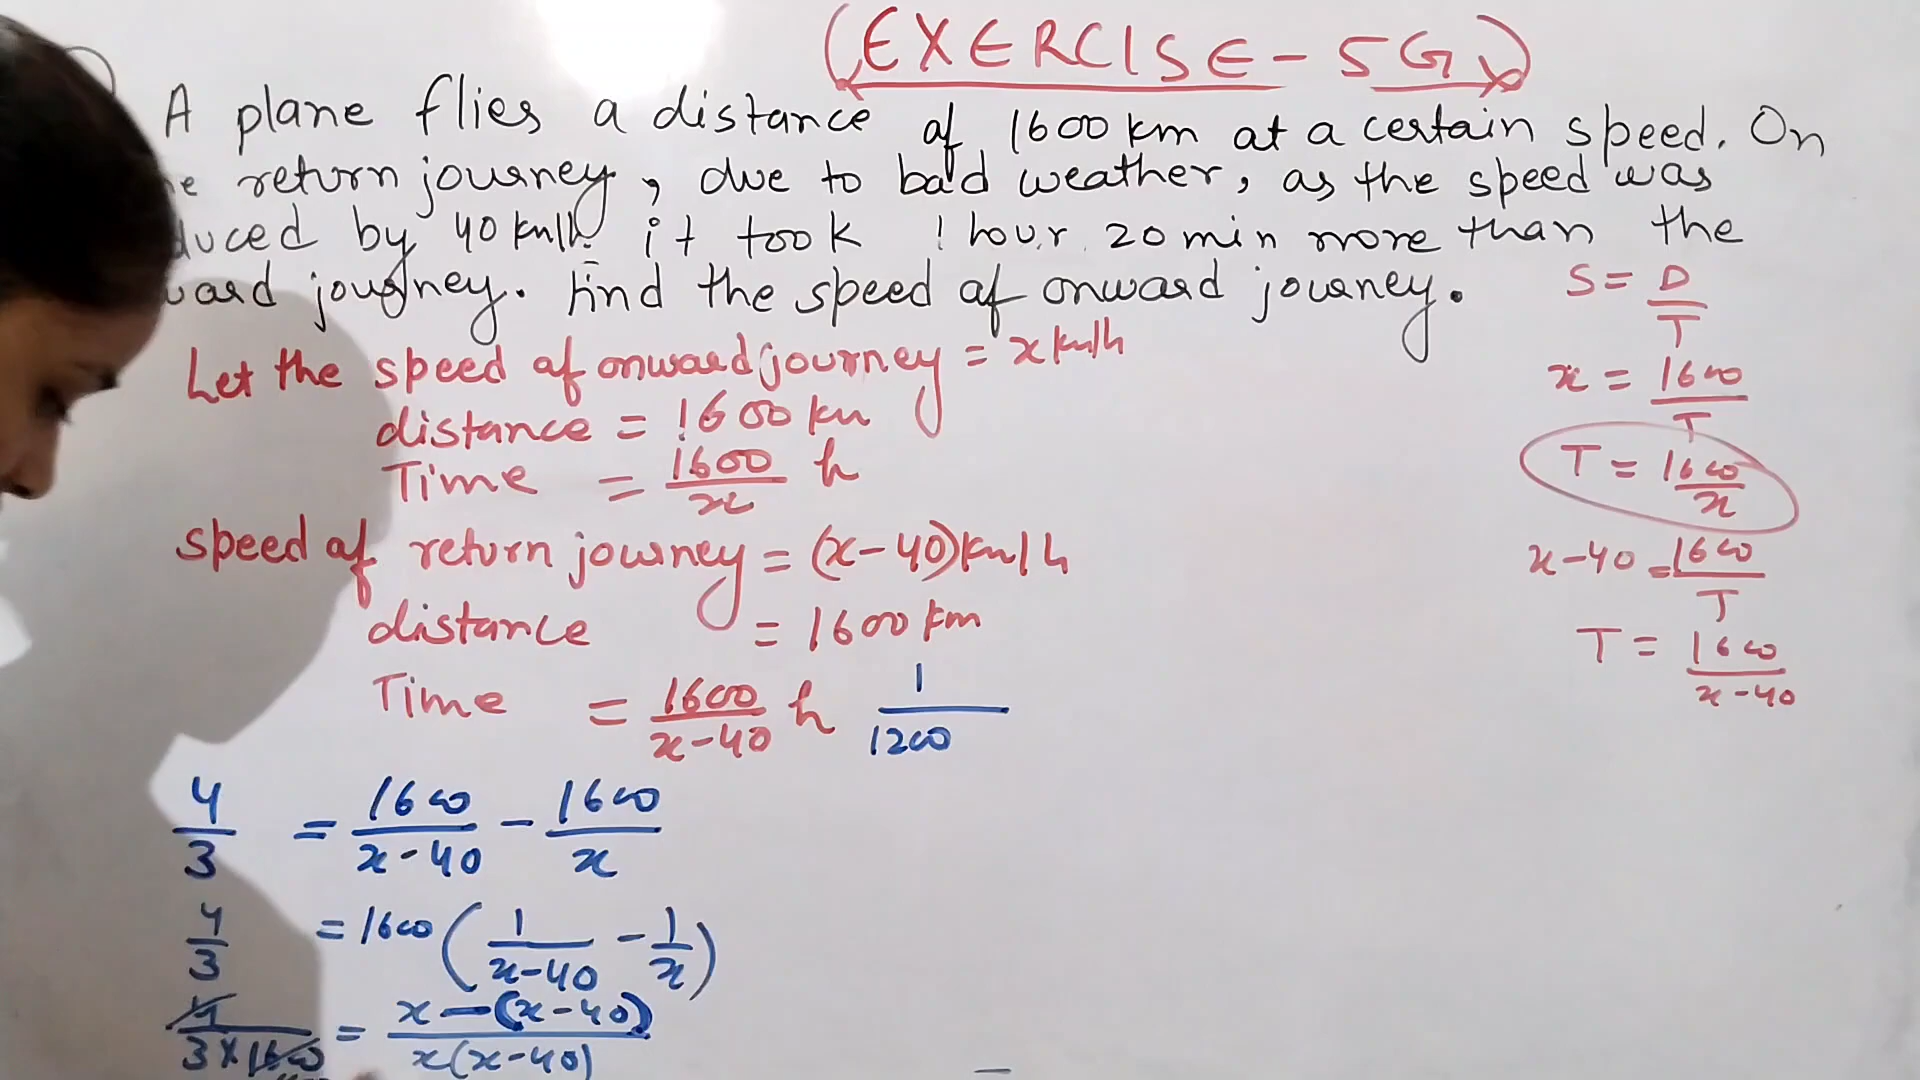 (EXERCISE-5G)
A plane flies a distance of 1600 km at a certain speed. On
return journey, due to bad weather, as the speed was
duced by 40 km/h. it took 1 hour 20 min more than the
ward journey. Find the speed of onward journey.
Let the speed of onward journey = x km/h
distance = 1600 km
Time = 1600/x h
speed of return journey = (x-40) km/h
distance = 1600 km
Time = 1600/x-40 h 1/1200
4/3 = 1600/x-40 - 1600/x
4/3 = 1600 (1/x-40 - 1/x)
4/3×1600 = x-(x-40)/x(x-40)
S = D/T
x = 1600/T
T = 1600/x
x-40 = 1600/T
T = 1600/x-40